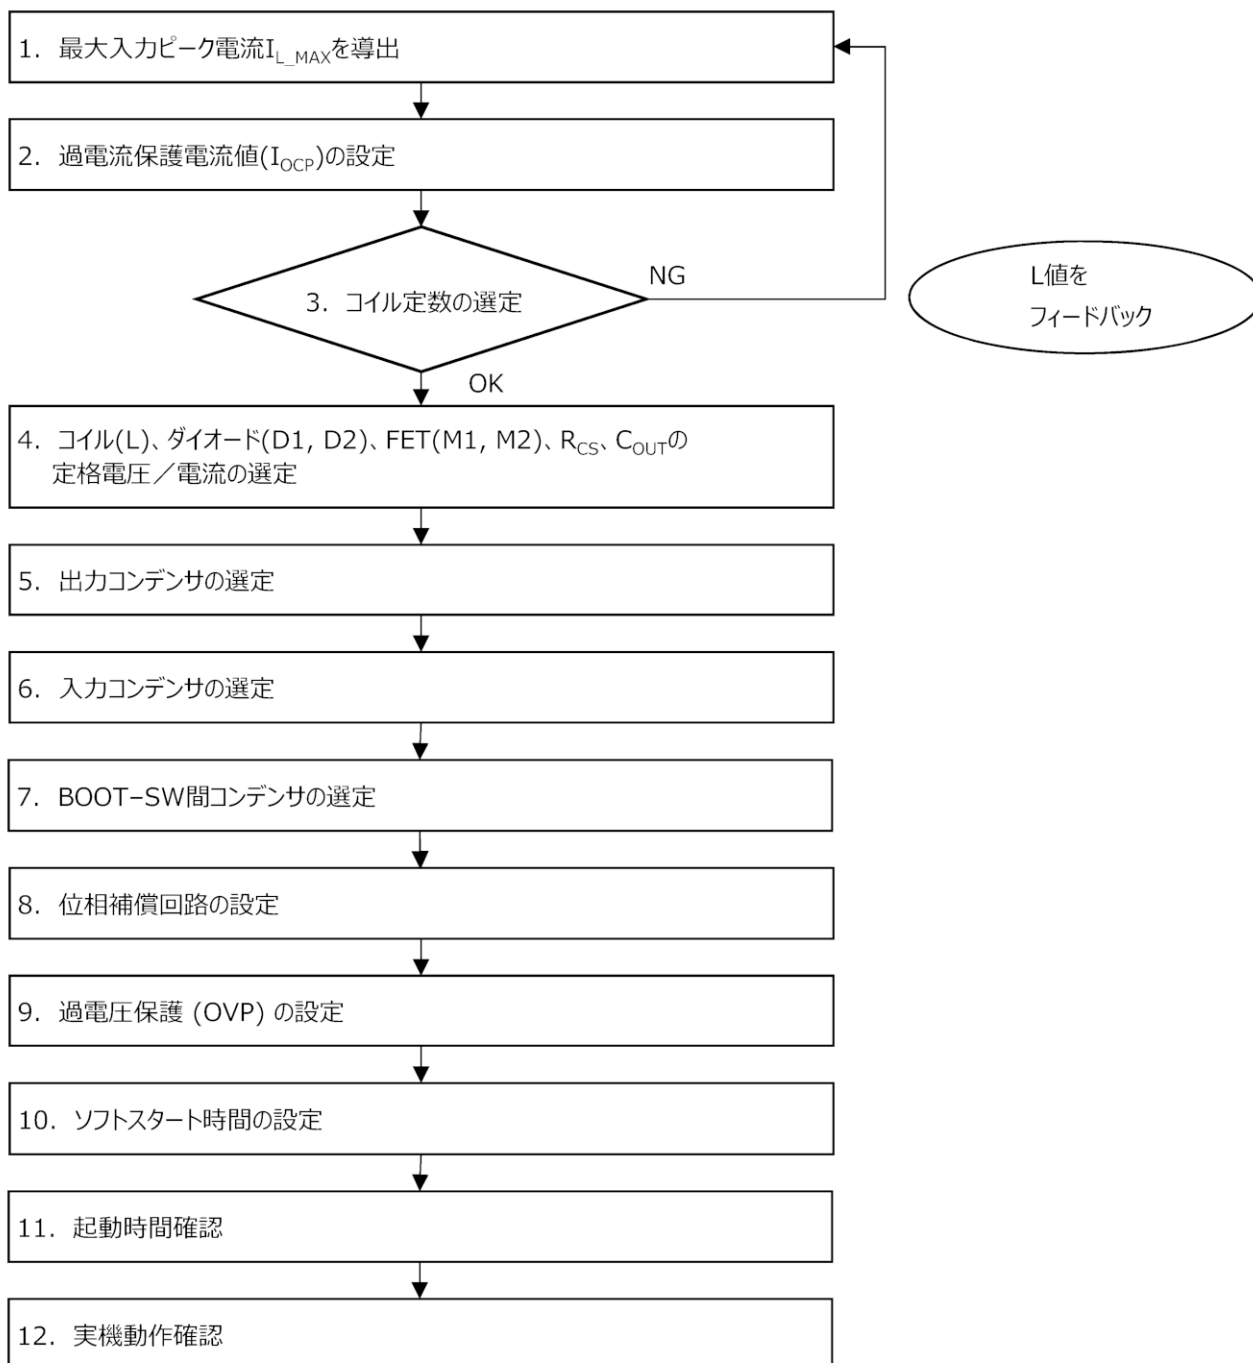 1. 最大入力ピーク電流I_L_MAXを導出
2. 過電流保護電流値(I_OCP)の設定
NG
L値を
3. コイル定数の選定
フィードバック
OK
4. コイル(L)、ダイオード(D1, D2)、FET(M1, M2)、R_CS、C_OUTの
定格電圧／電流の選定
5. 出力コンデンサの選定
6. 入力コンデンサの選定
7. BOOT–SW間コンデンサの選定
8. 位相補償回路の設定
9. 過電圧保護 (OVP) の設定
10. ソフトスタート時間の設定
11. 起動時間確認
12. 実機動作確認